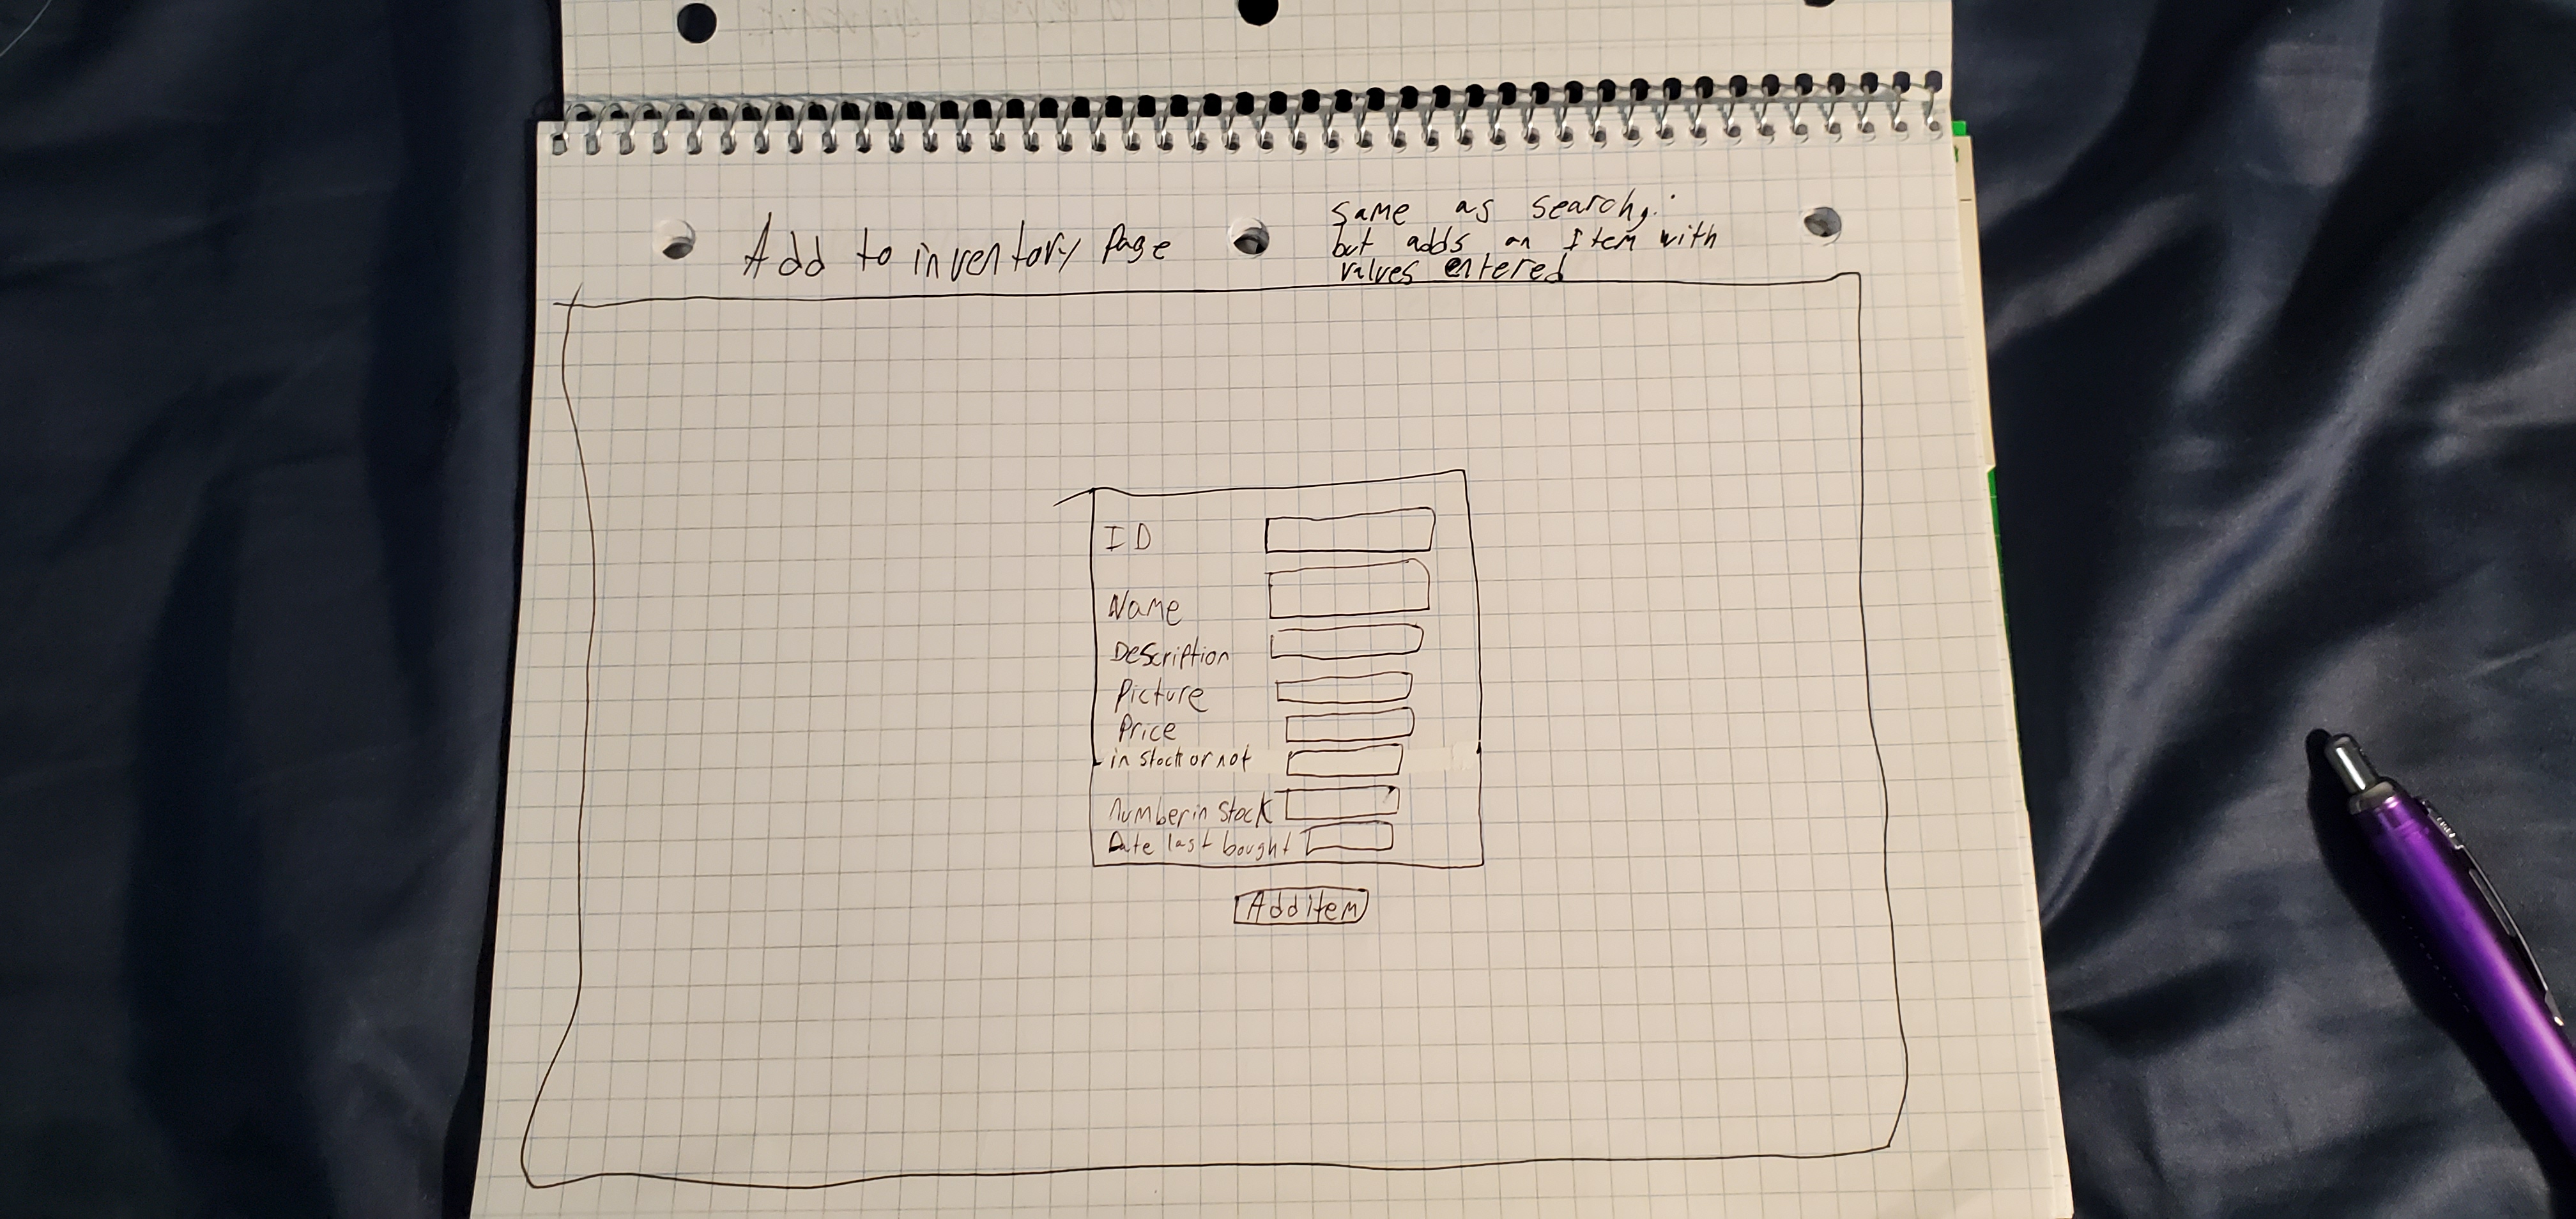 Add to inventory Page
Same as search,
but adds an item with
values entered
ID
Name
Description
Picture
Price
in stock or not
number in stock
Date last bought
Add item